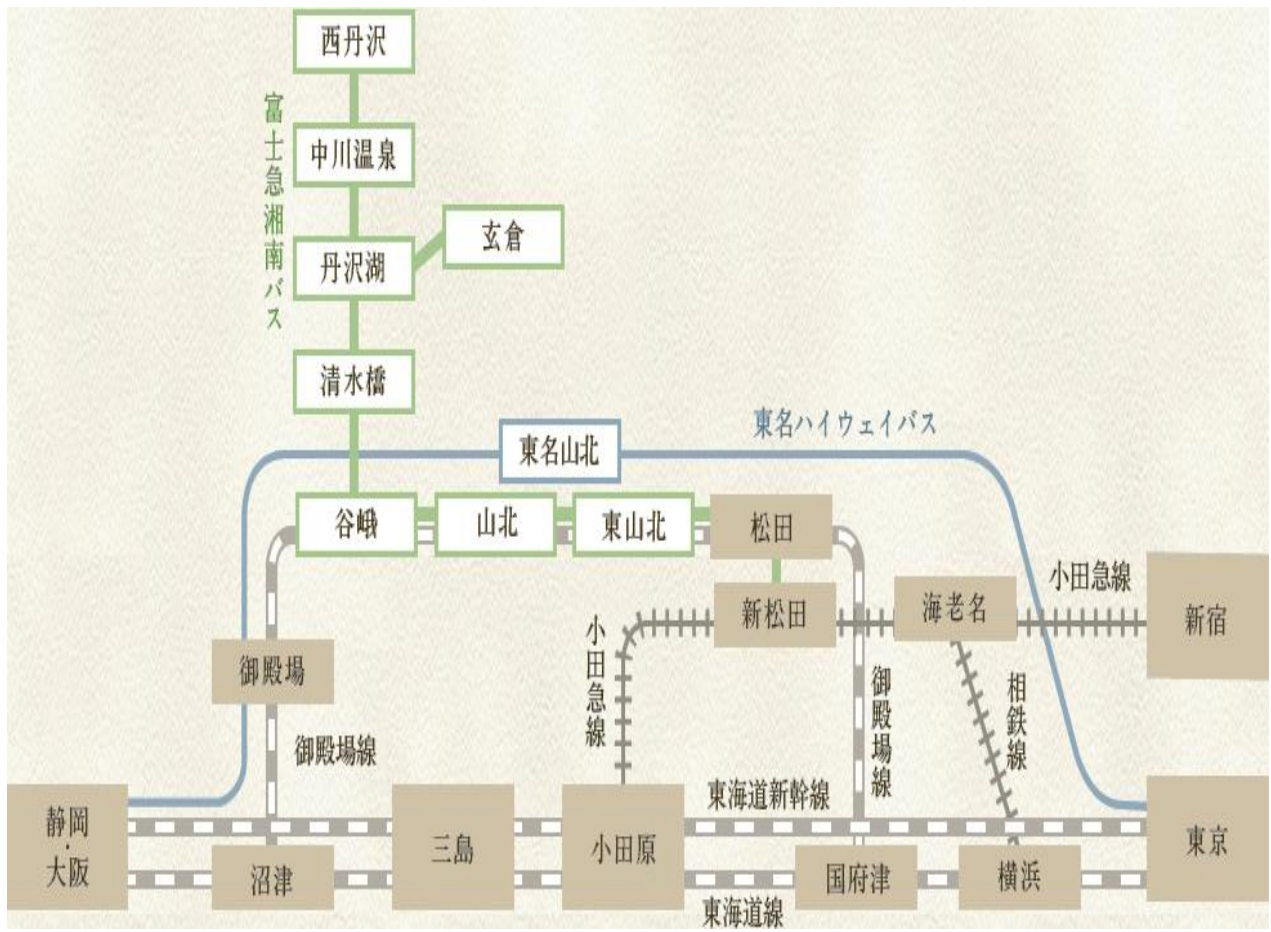 西丹沢
富士急湘南バス
中川温泉
玄倉
丹沢湖
清水橋
東名ハイウェイバス
東名山北
谷峨
山北
東山北
松田
新松田
海老名
小田急線
新宿
小田急線
御殿場
御殿場線
相鉄線
御殿場線
東海道新幹線
静岡・大阪
三島
小田原
東京
沼津
国府津
横浜
東海道線